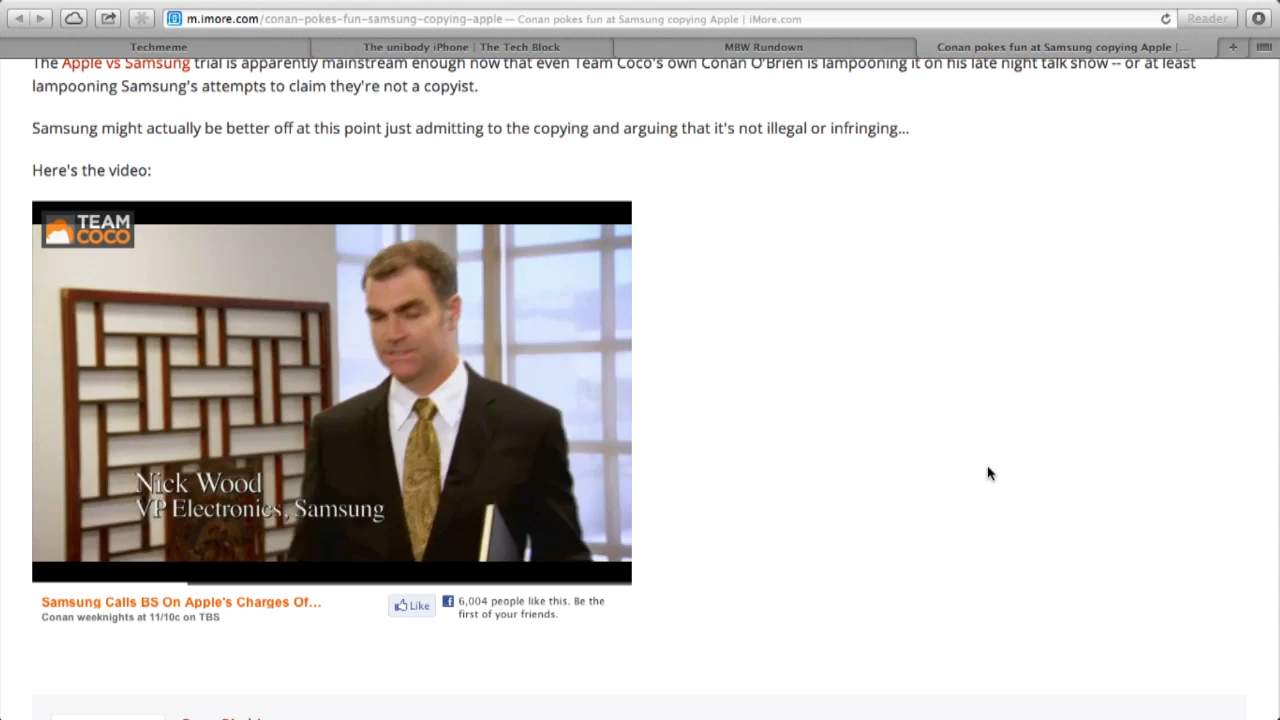 m.imore.com/conan-pokes-fun-samsung-copying-apple — Conan pokes fun at Samsung copying Apple | iMore.com
Reader
Techmeme
The unibody iPhone | The Tech Block
MBW Rundown
Conan pokes fun at Samsung copying Apple |...
+
The Apple vs Samsung trial is apparently mainstream enough now that even Team Coco's own Conan O'Brien is lampooning it on his late night talk show -- or at least
lampooning Samsung's attempts to claim they're not a copyist.
Samsung might actually be better off at this point just admitting to the copying and arguing that it's not illegal or infringing...
Here's the video:
TEAM
COCO
Nick Wood
VP Electronics, Samsung
Samsung Calls BS On Apple's Charges Of...
Conan weeknights at 11/10c on TBS
Like
6,004 people like this. Be the
first of your friends.